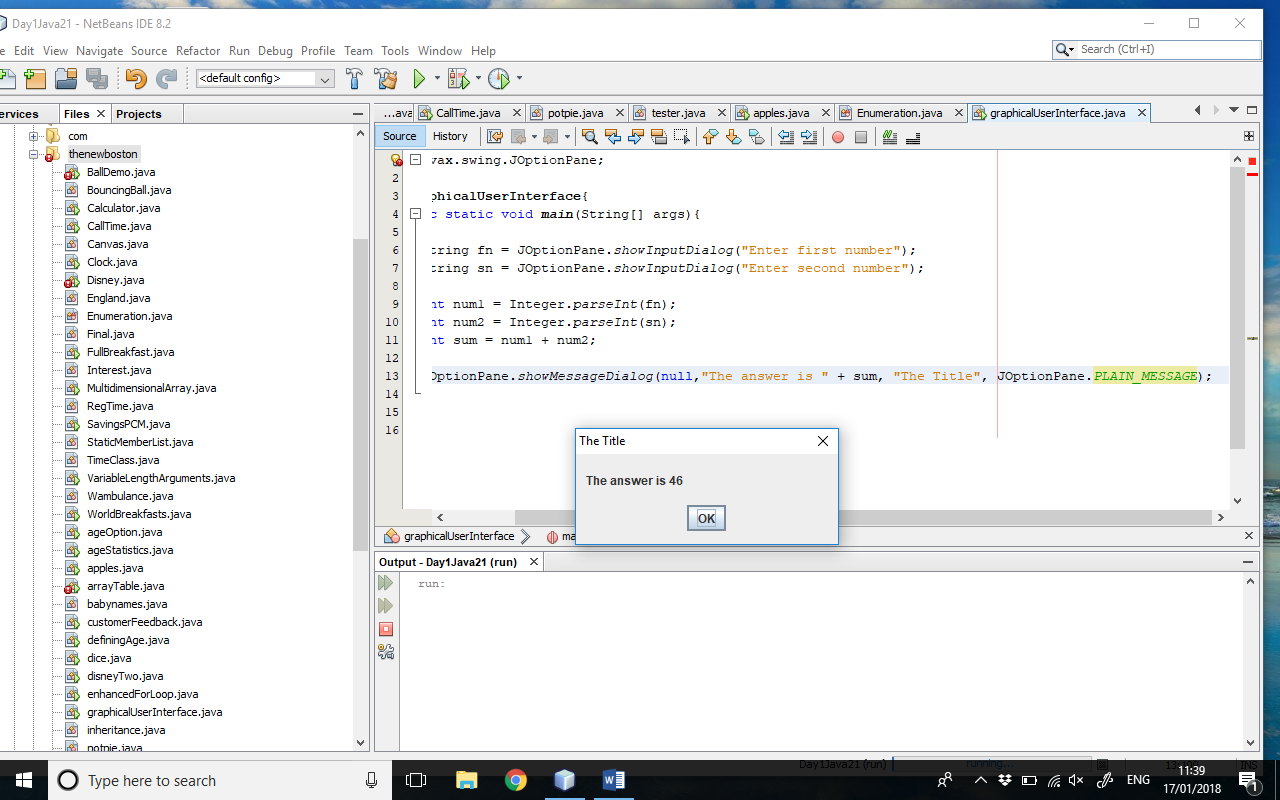 Day1Java21 - NetBeans IDE 8.2
e Edit View Navigate Source Refactor Run Debug Profile Team Tools Window Help
Search (Ctrl+I)
<default config>
ervices Files Projects
com
thenewboston
BallDemo.java
BouncingBall.java
Calculator.java
CallTime.java
Canvas.java
Clock.java
Disney.java
England.java
Enumeration.java
Final.java
FullBreakfast.java
Interest.java
MultidimensionalArray.java
RegTime.java
SavingsPCM.java
StaticMemberList.java
TimeClass.java
VariableLengthArguments.java
Wambulance.java
WorldBreakfasts.java
ageOption.java
ageStatistics.java
apples.java
arrayTable.java
babynames.java
customerFeedback.java
definingAge.java
dice.java
disneyTwo.java
enhancedForLoop.java
graphicalUserInterface.java
inheritance.java
potpie.java
...ava CallTime.java potpie.java tester.java apples.java Enumeration.java graphicalUserInterface.java
Source History
vax.swing.JOptionPane;
2
3 phicalUserInterface{
4 c static void main(String[] args){
5
6 tring fn = JOptionPane.showInputDialog("Enter first number");
7 tring sn = JOptionPane.showInputDialog("Enter second number");
8
9 nt num1 = Integer.parseInt(fn);
10 nt num2 = Integer.parseInt(sn);
11 nt sum = num1 + num2;
12
13 OptionPane.showMessageDialog(null,"The answer is " + sum, "The Title", JOptionPane.PLAIN_MESSAGE);
14
15
16
The Title
The answer is 46
OK
graphicalUserInterface ma
Output - Day1Java21 (run)
run:
Day1Java21 (run) running... INS
Type here to search
ENG
11:39
17/01/2018
1